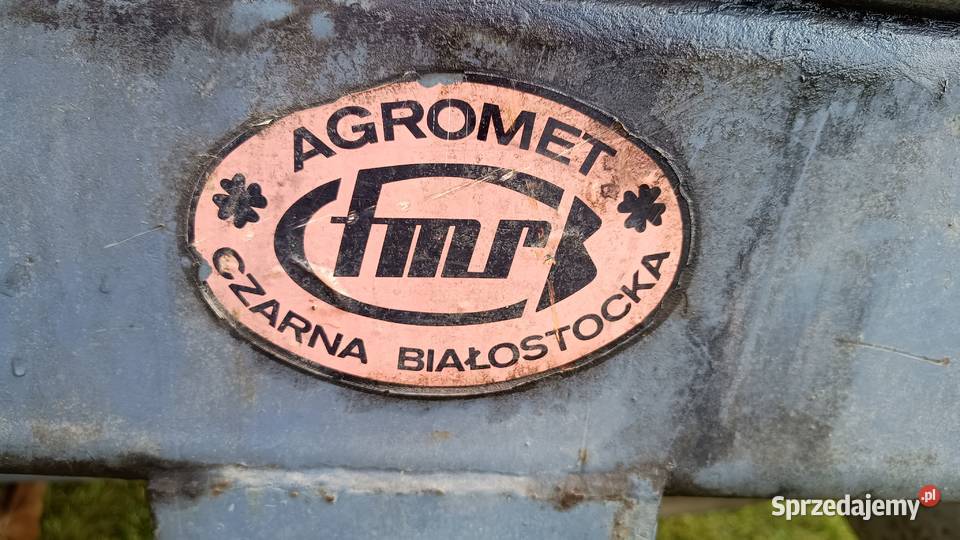 AGROMET
fmr
CZARNA BIAŁOSTOCKA
Sprzedajemy.pl